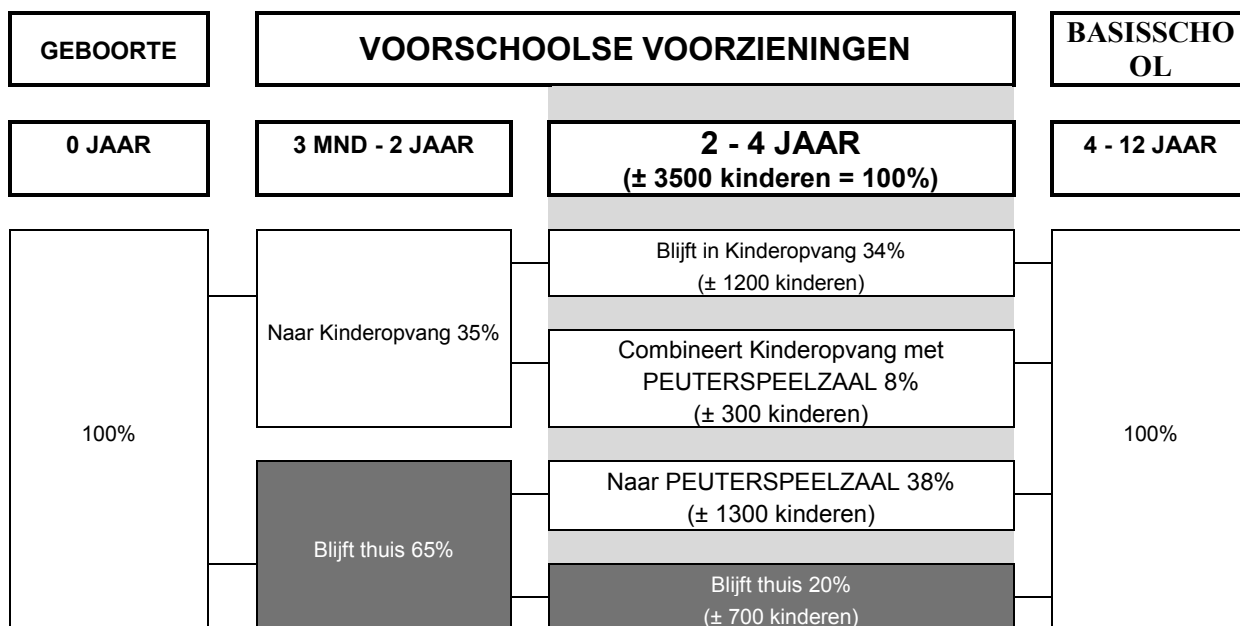 GEBOORTE
VOORSCHOOLSE VOORZIENINGEN
BASISSCHO
OL
0 JAAR
3 MND - 2 JAAR
2 - 4 JAAR
(± 3500 kinderen = 100%)
4 - 12 JAAR
100%
Naar Kinderopvang 35%
Blijft thuis 65%
Blijft in Kinderopvang 34%
(± 1200 kinderen)
Combineert Kinderopvang met
PEUTERSPEELZAAL 8%
(± 300 kinderen)
Naar PEUTERSPEELZAAL 38%
(± 1300 kinderen)
Blijft thuis 20%
(± 700 kinderen)
100%